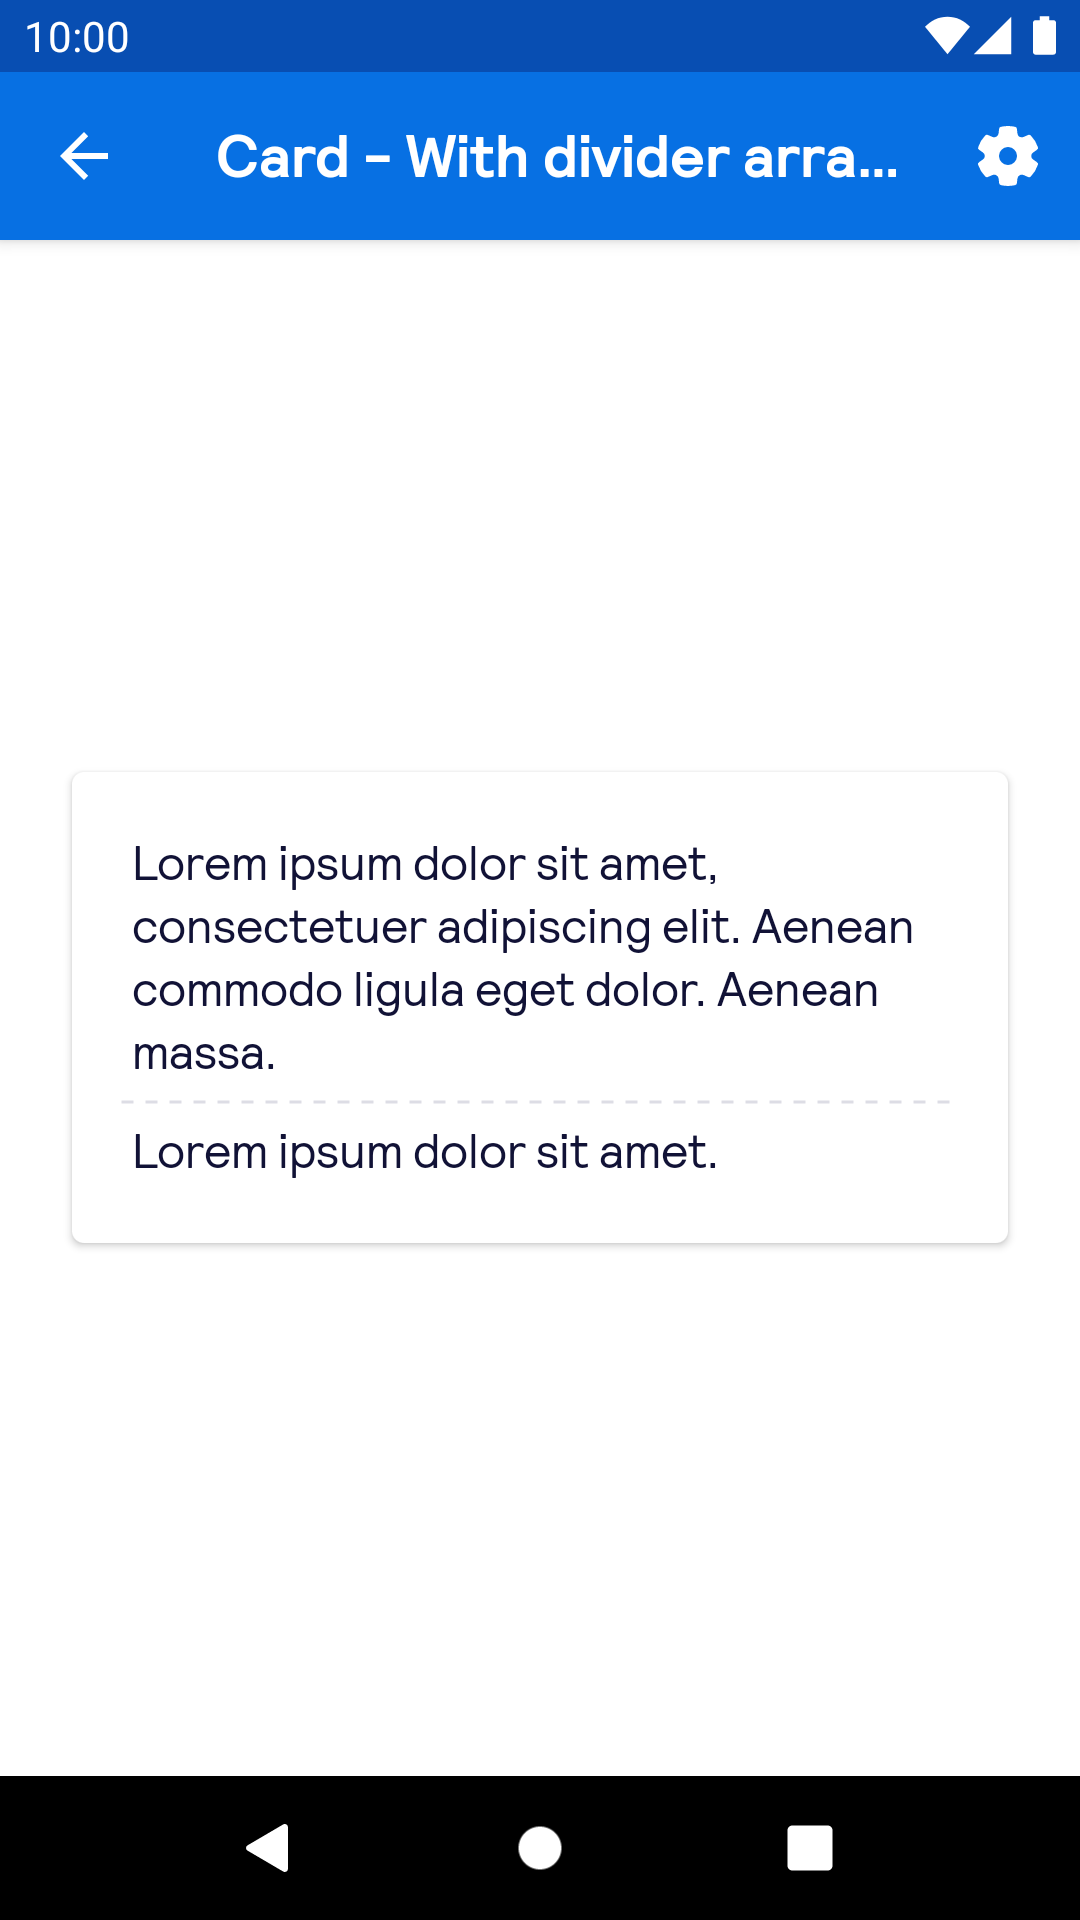 10:00
Card - With divider arra...
Lorem ipsum dolor sit amet,
consectetuer adipiscing elit. Aenean
commodo ligula eget dolor. Aenean
massa.
Lorem ipsum dolor sit amet.